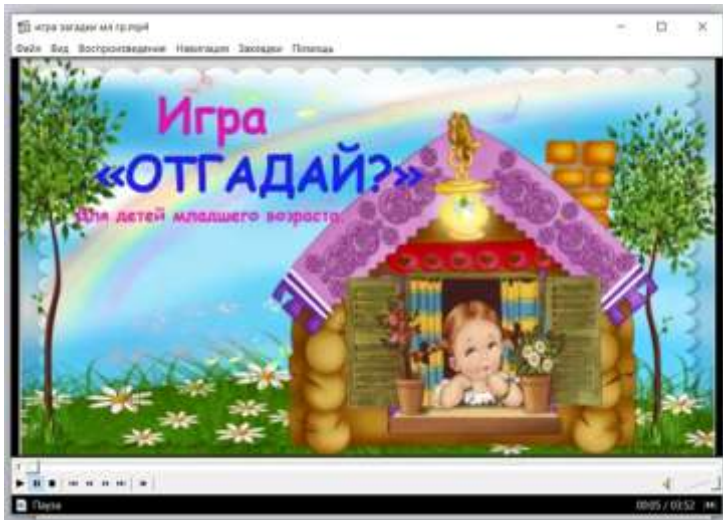 игра загадки мл гр.mp4
Файл Вид Воспроизведение Навигация Закладки Помощь
Игра
«ОТГАДАЙ?»
Для детей младшего возраста.
Пауза
00:05 / 03:52